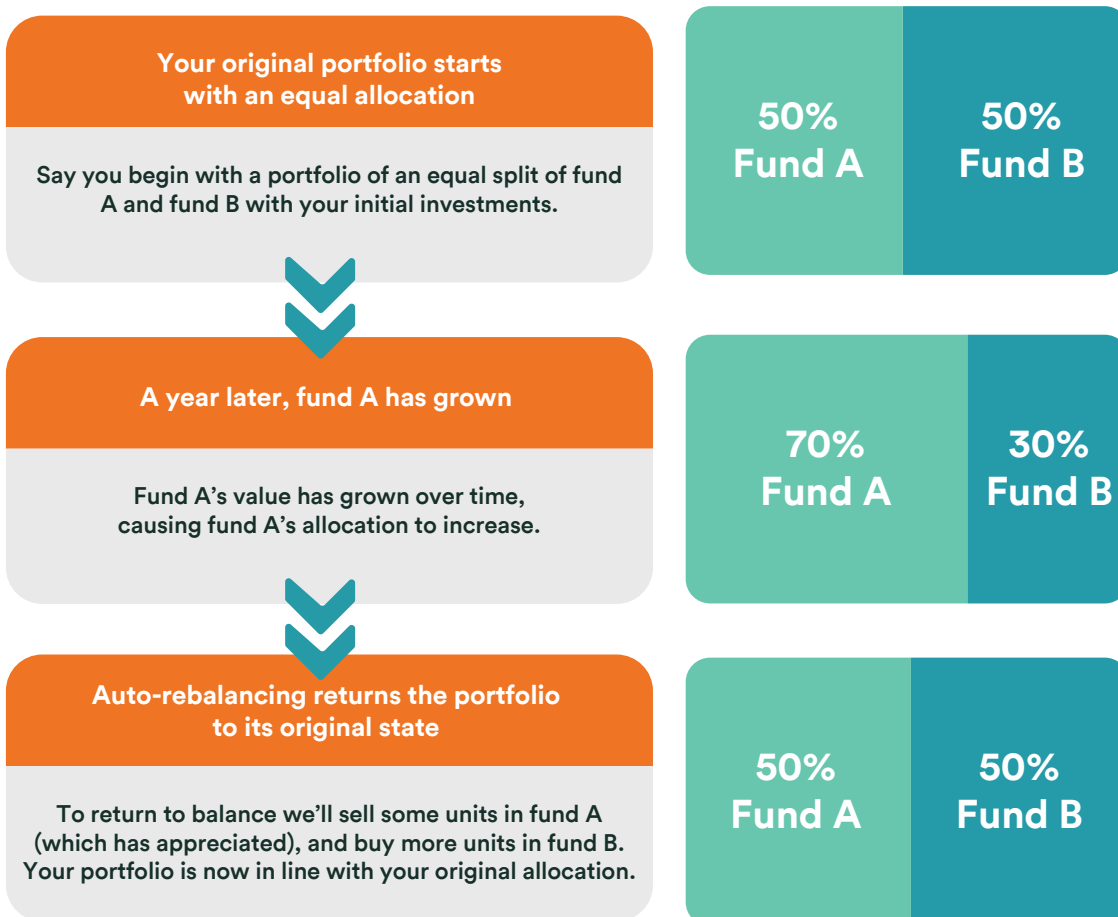 Your original portfolio starts
with an equal allocation
Say you begin with a portfolio of an equal split of fund
A and fund B with your initial investments.
50%
Fund A
50%
Fund B
A year later, fund A has grown
Fund A's value has grown over time,
causing fund A's allocation to increase.
70%
Fund A
30%
Fund B
Auto-rebalancing returns the portfolio
to its original state
To return to balance we'll sell some units in fund A
(which has appreciated), and buy more units in fund B.
Your portfolio is now in line with your original allocation.
50%
Fund A
50%
Fund B